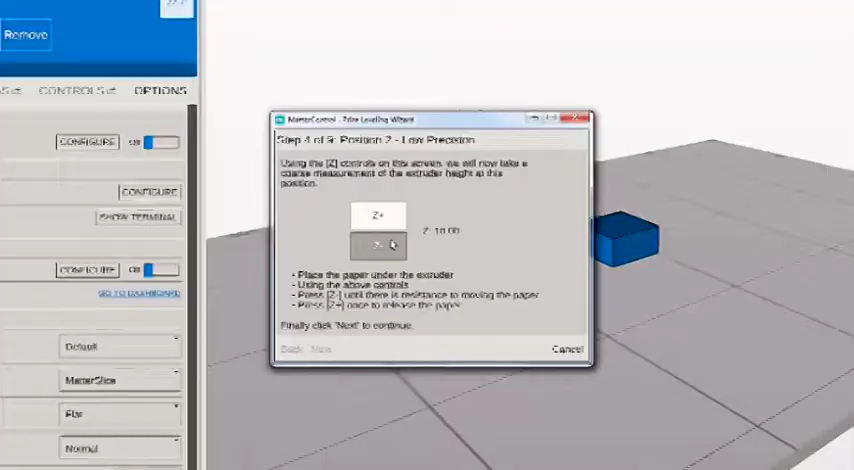 Remove
CONTROLS
OPTIONS
CONFIGURE
Off
CONFIGURE
SHOW TERMINAL
CONFIGURE
Off
GO TO DASHBOARD
Default
MatterSlice
Flat
Normal
MatterControl - Print Leveling Wizard
Step 4 of 9: Position 2 - Low Precision
Using the [Z] controls on this screen, we will now take a
coarse measurement of the extruder height at this
position.
Z+
Z-
Z: 10.00
• Place the paper under the extruder
• Using the above controls
• Press [Z-] until there is resistance to moving the paper
• Press [Z+] once to release the paper
Finally click 'Next' to continue.
Back
Next
Cancel